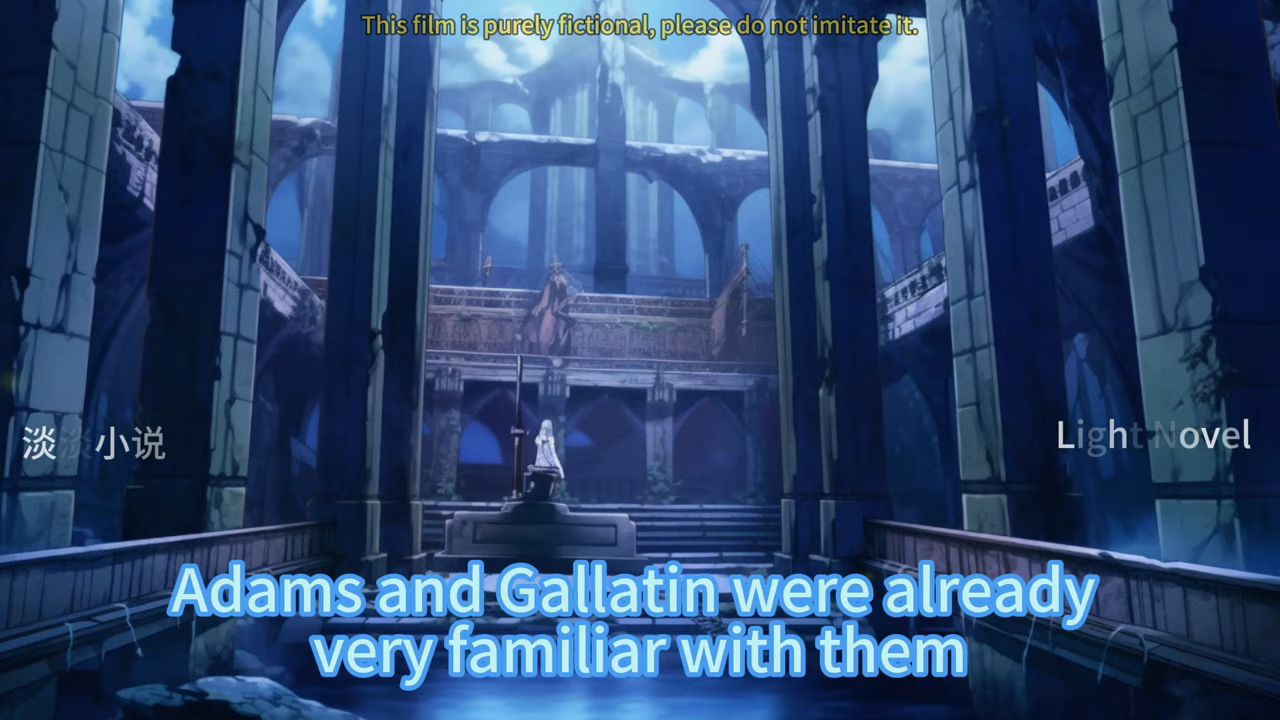 This film is purely fictional, please do not imitate it.
淡淡小说
Light Novel
Adams and Gallatin were already
very familiar with them